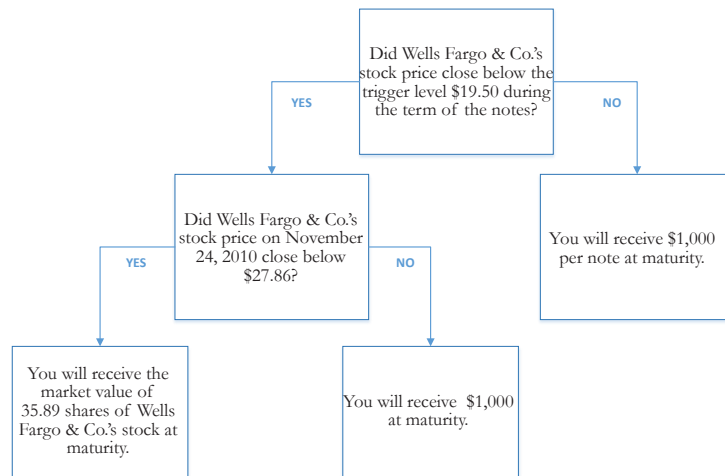 Did Wells Fargo & Co.'s
stock price close below the
trigger level $19.50 during
the term of the notes?
YES
NO
Did Wells Fargo & Co.'s
stock price on November
24, 2010 close below
$27.86?
You will receive $1,000
per note at maturity.
YES
NO
You will receive the
market value of
35.89 shares of Wells
Fargo & Co.'s stock at
maturity.
You will receive $1,000
at maturity.